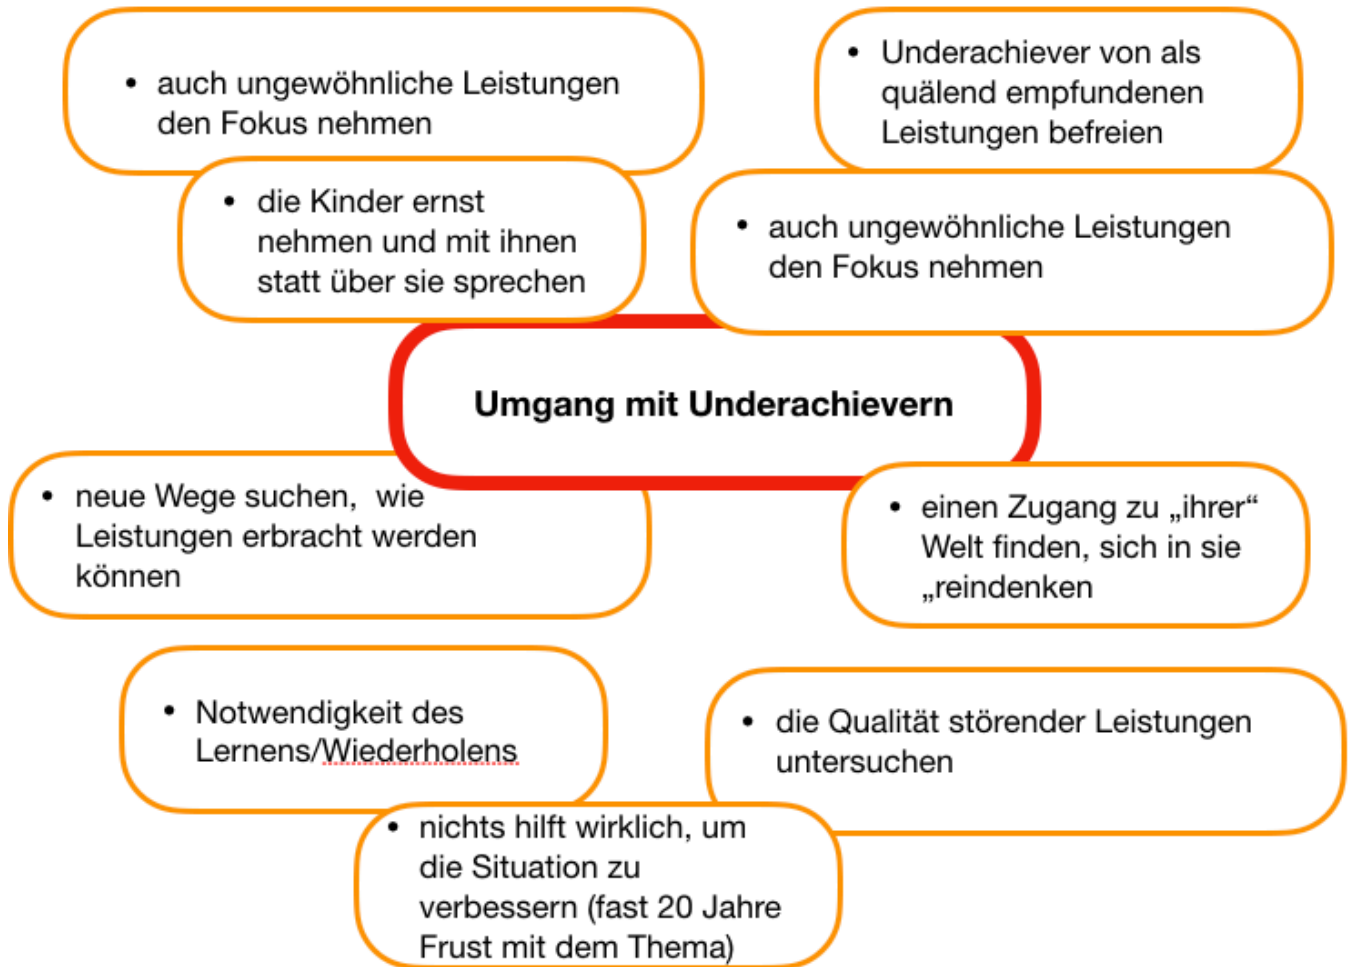 • auch ungewöhnliche Leistungen
den Fokus nehmen
• Underachiever von als
quälend empfundenen
Leistungen befreien
• die Kinder ernst
nehmen und mit ihnen
statt über sie sprechen
• auch ungewöhnliche Leistungen
den Fokus nehmen
Umgang mit Underachievern
• neue Wege suchen,  wie
Leistungen erbracht werden
können
• einen Zugang zu „ihrer“
Welt finden, sich in sie
„reindenken
• Notwendigkeit des
Lernens/Wiederholens
• die Qualität störender Leistungen
untersuchen
• nichts hilft wirklich, um
die Situation zu
verbessern (fast 20 Jahre
Frust mit dem Thema)